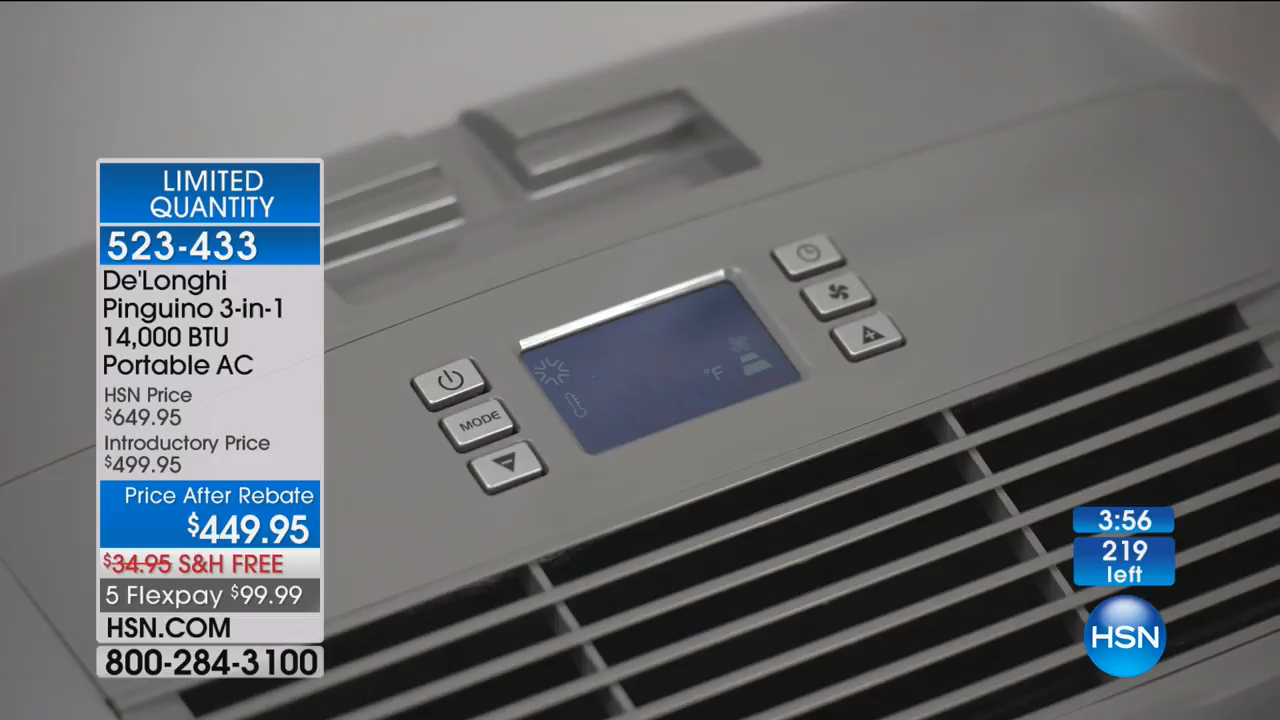 LIMITED
QUANTITY
523-433
De'Longhi
Pinguino 3-in-1
14,000 BTU
Portable AC
HSN Price
$649.95
Introductory Price
$499.95
Price After Rebate
$449.95
$34.95 S&H FREE
5 Flexpay $99.99
HSN.COM
800-284-3100
MODE
°F
3:56
219
left
HSN